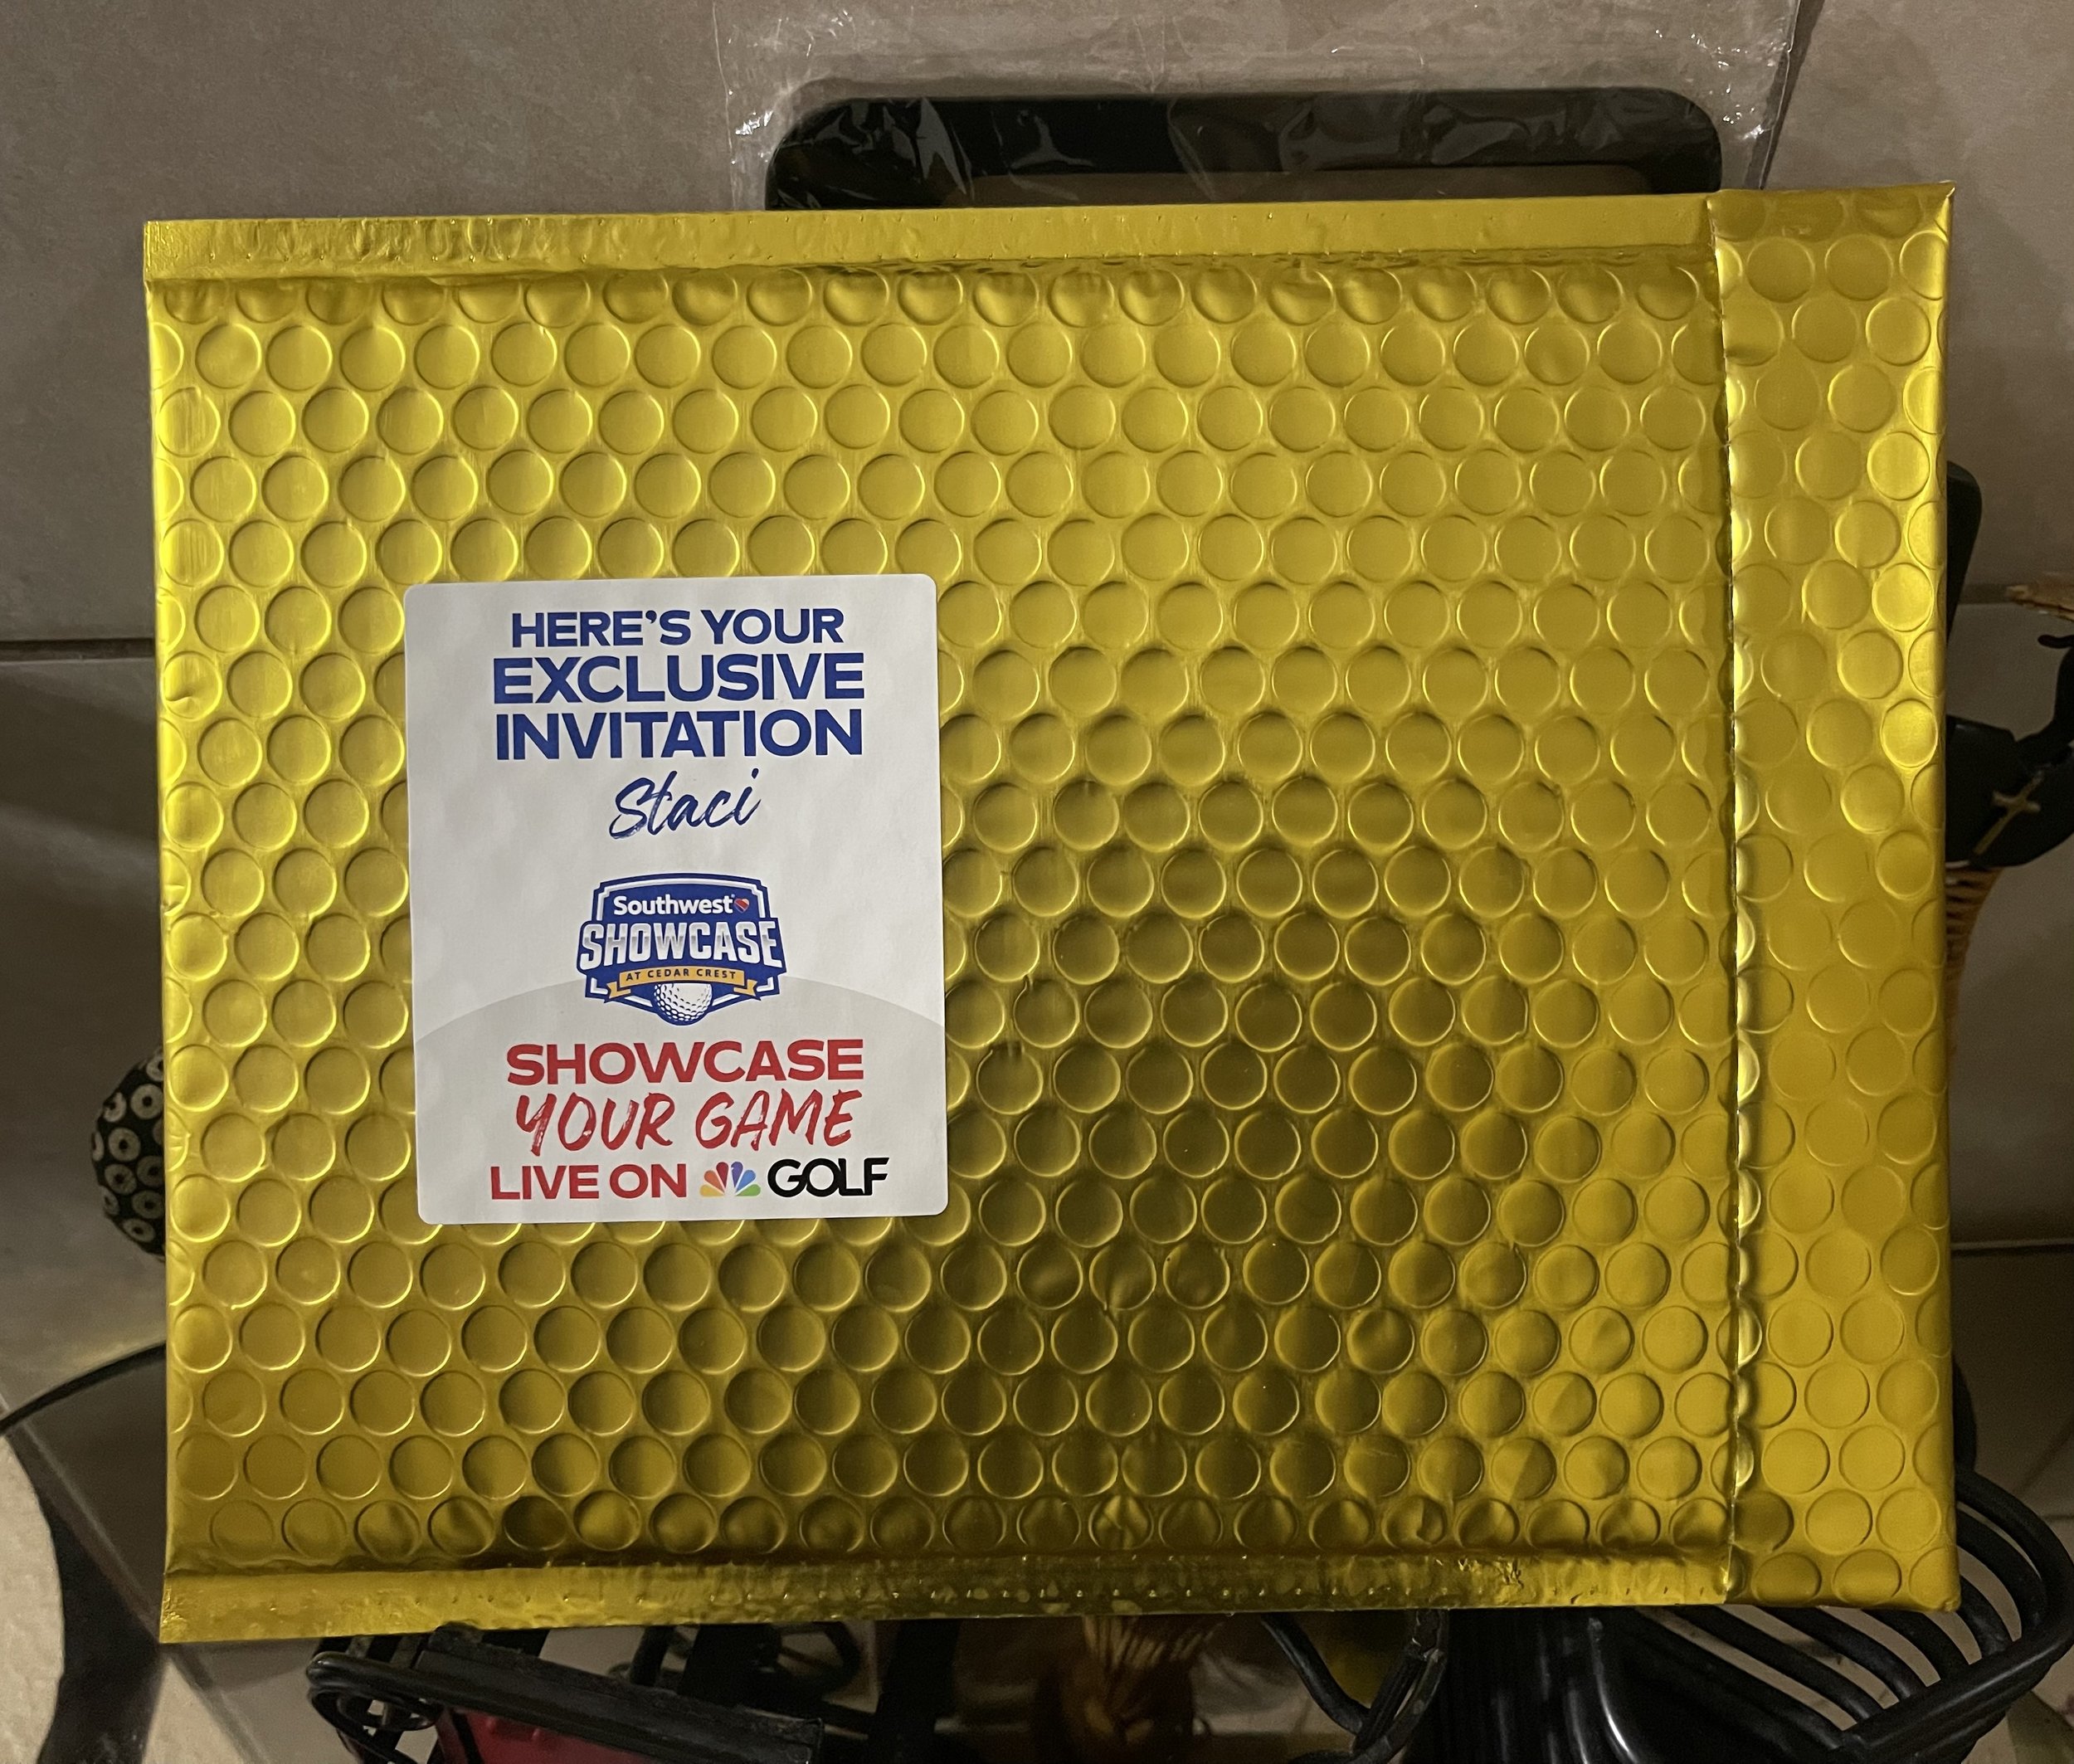 HERE'S YOUR
EXCLUSIVE
INVITATION
Staci
Southwest
SHOWCASE
AT CEDAR CREST
SHOWCASE
YOUR GAME
LIVE ON GOLF